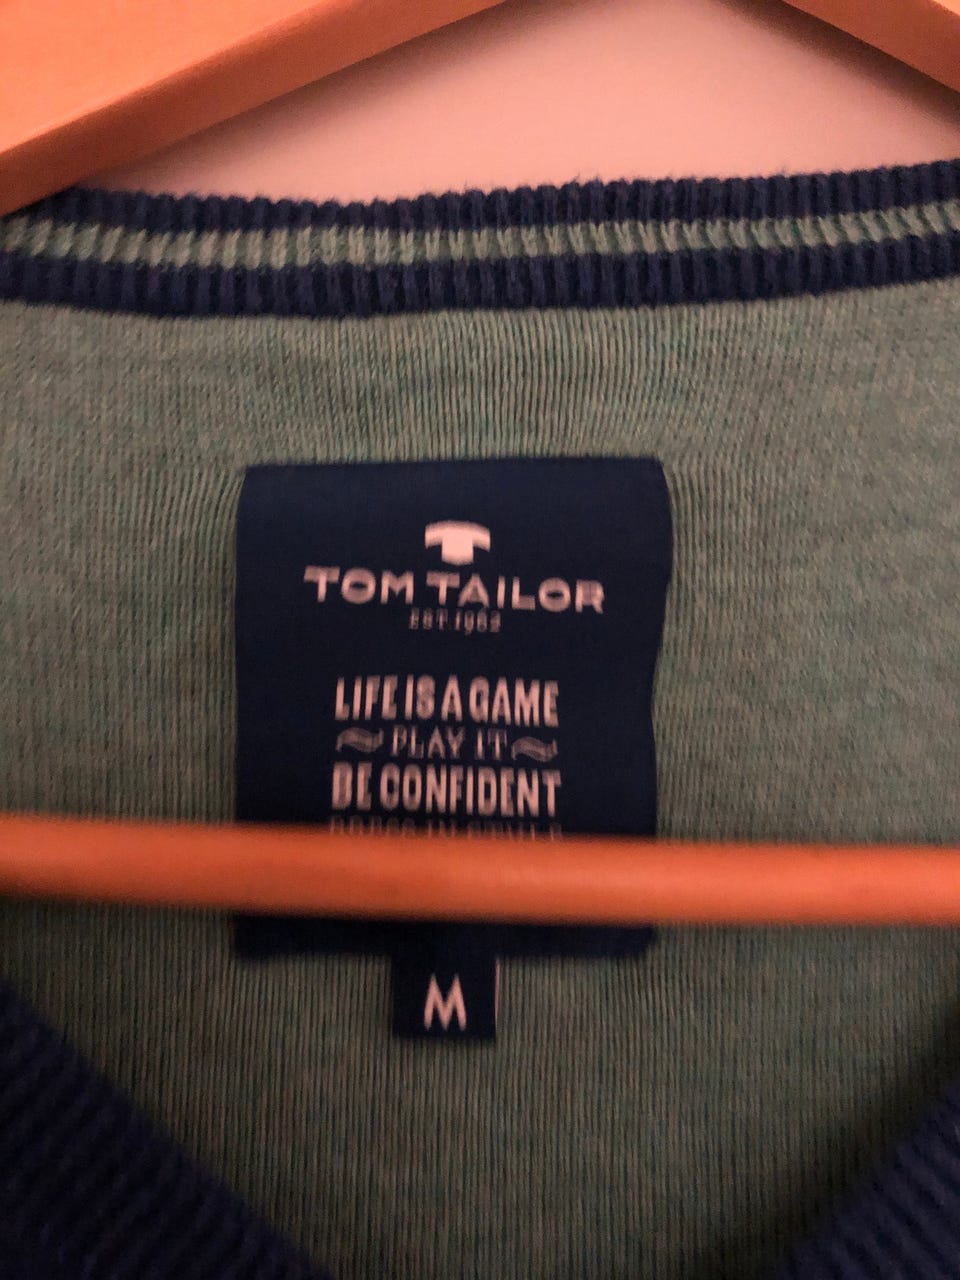 TOM TAILOR
EST.1962
LIFE IS A GAME
PLAY IT
BE CONFIDENT
M